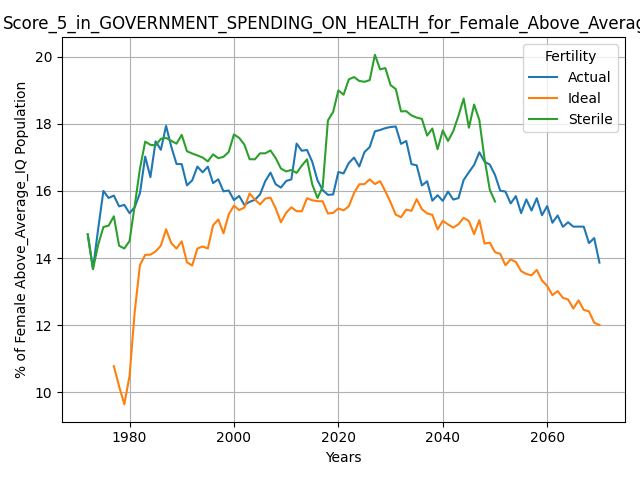 Score_5_in_GOVERNMENT_SPENDING_ON_HEALTH_for_Female_Above_Averag
Fertility
Actual
Ideal
Sterile
% of Female Above_Average_IQ Population
20
18
16
14
12
10
1980 2000 2020 2040 2060
Years